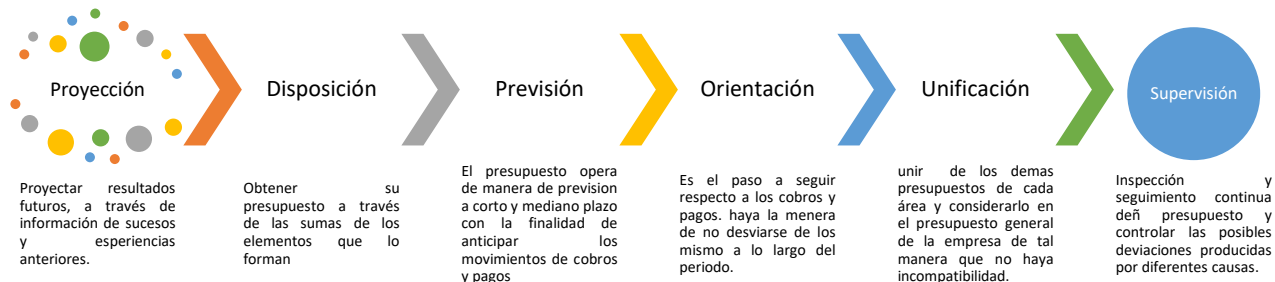 Proyección
Disposición
Previsión
Orientación
Unificación
Supervisión
Proyectar resultados
futuros, a través de
información de sucesos
y esperiencias
anteriores.
Obtener su
presupuesto a través
de las sumas de los
elementos que lo
forman
El presupuesto opera
de manera de prevision
a corto y mediano plazo
con la finalidad de
anticipar los
movimientos de cobros
y pagos
Es el paso a seguir
respecto a los cobros y
pagos. haya la menera
de no desviarse de los
mismo a lo largo del
periodo.
unir de los demas
presupuestos de cada
área y considerarlo en
el presupuesto general
de la empresa de tal
manera que no haya
incompatibilidad.
Inspección y
seguimiento continua
deñ presupuesto y
controlar las posibles
deviaciones producidas
por diferentes causas.